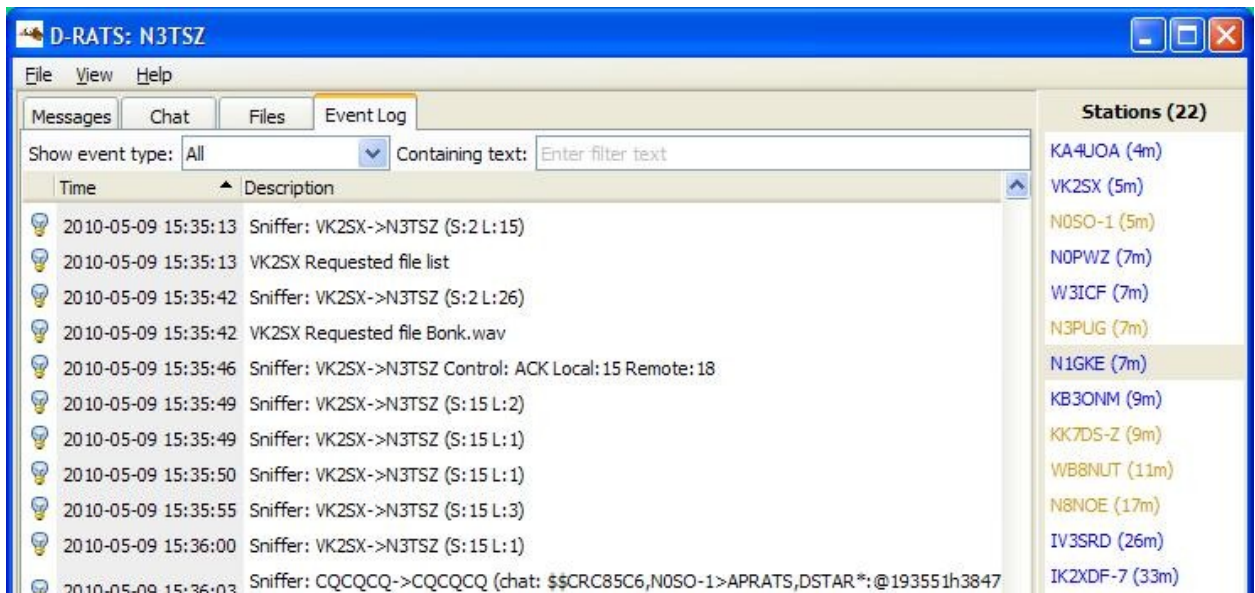 D-RATS: N3TSZ
File View Help
Messages Chat Files Event Log
Show event type: All Containing text: Enter filter text
Time Description
2010-05-09 15:35:13 Sniffer: VK2SX->N3TSZ (S:2 L:15)
2010-05-09 15:35:13 VK2SX Requested file list
2010-05-09 15:35:42 Sniffer: VK2SX->N3TSZ (S:2 L:26)
2010-05-09 15:35:42 VK2SX Requested file Bonk.wav
2010-05-09 15:35:46 Sniffer: VK2SX->N3TSZ Control: ACK Local:15 Remote:18
2010-05-09 15:35:49 Sniffer: VK2SX->N3TSZ (S:15 L:2)
2010-05-09 15:35:49 Sniffer: VK2SX->N3TSZ (S:15 L:1)
2010-05-09 15:35:50 Sniffer: VK2SX->N3TSZ (S:15 L:1)
2010-05-09 15:35:55 Sniffer: VK2SX->N3TSZ (S:15 L:3)
2010-05-09 15:36:00 Sniffer: VK2SX->N3TSZ (S:15 L:1)
2010-05-09 15:36:03 Sniffer: CQCQCQ->CQCQCQ (chat: $$CRC85C6,N0SO-1>APRATS,DSTAR*:@193551h3847
Stations (22)
KA4UOA (4m)
VK2SX (5m)
N0SO-1 (5m)
N0PWZ (7m)
W3ICF (7m)
N3PUG (7m)
N1GKE (7m)
KB3ONM (9m)
KK7DS-Z (9m)
WB8NUT (11m)
N8NOE (17m)
IV3SRD (26m)
IK2XDF-7 (33m)